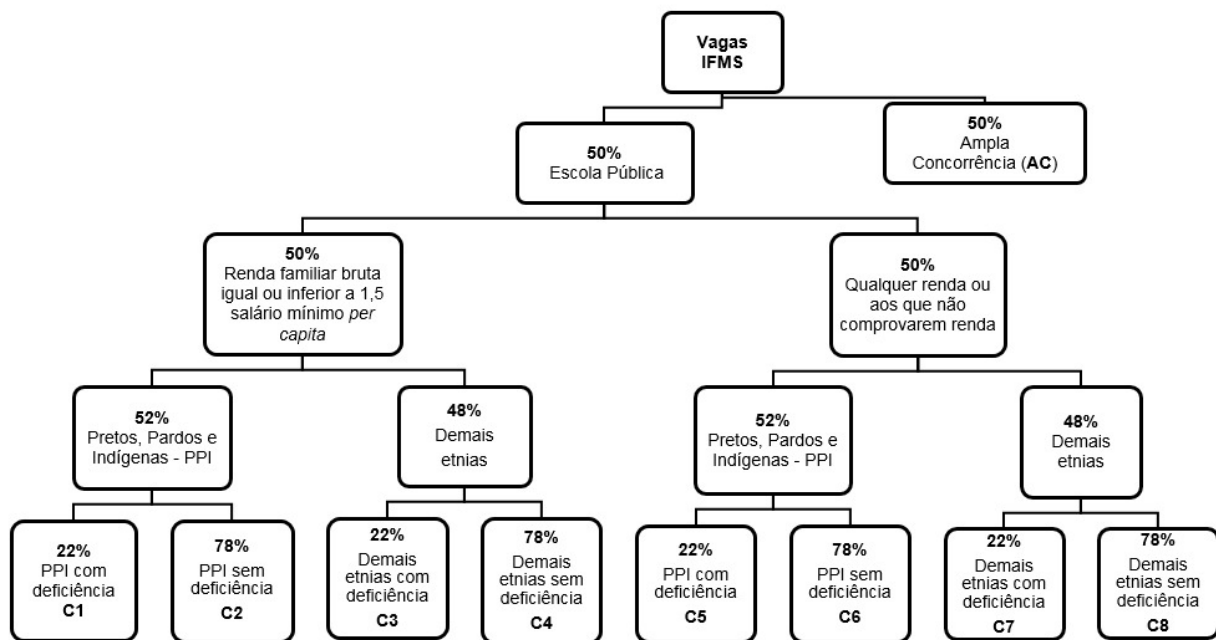 Vagas
IFMS
50%
Ampla
Concorrência (AC)
50%
Escola Pública
50%
Renda familiar bruta
igual ou inferior a 1,5
salário mínimo per
capita
50%
Qualquer renda ou
aos que não
comprovarem renda
52%
Pretos, Pardos e
Indígenas - PPI
48%
Demais
etnias
52%
Pretos, Pardos e
Indígenas - PPI
48%
Demais
etnias
22%
PPI com
deficiência
C1
78%
PPI sem
deficiência
C2
22%
Demais
etnias com
deficiência
C3
78%
Demais
etnias sem
deficiência
C4
22%
PPI com
deficiência
C5
78%
PPI sem
deficiência
C6
22%
Demais
etnias com
deficiência
C7
78%
Demais
etnias sem
deficiência
C8